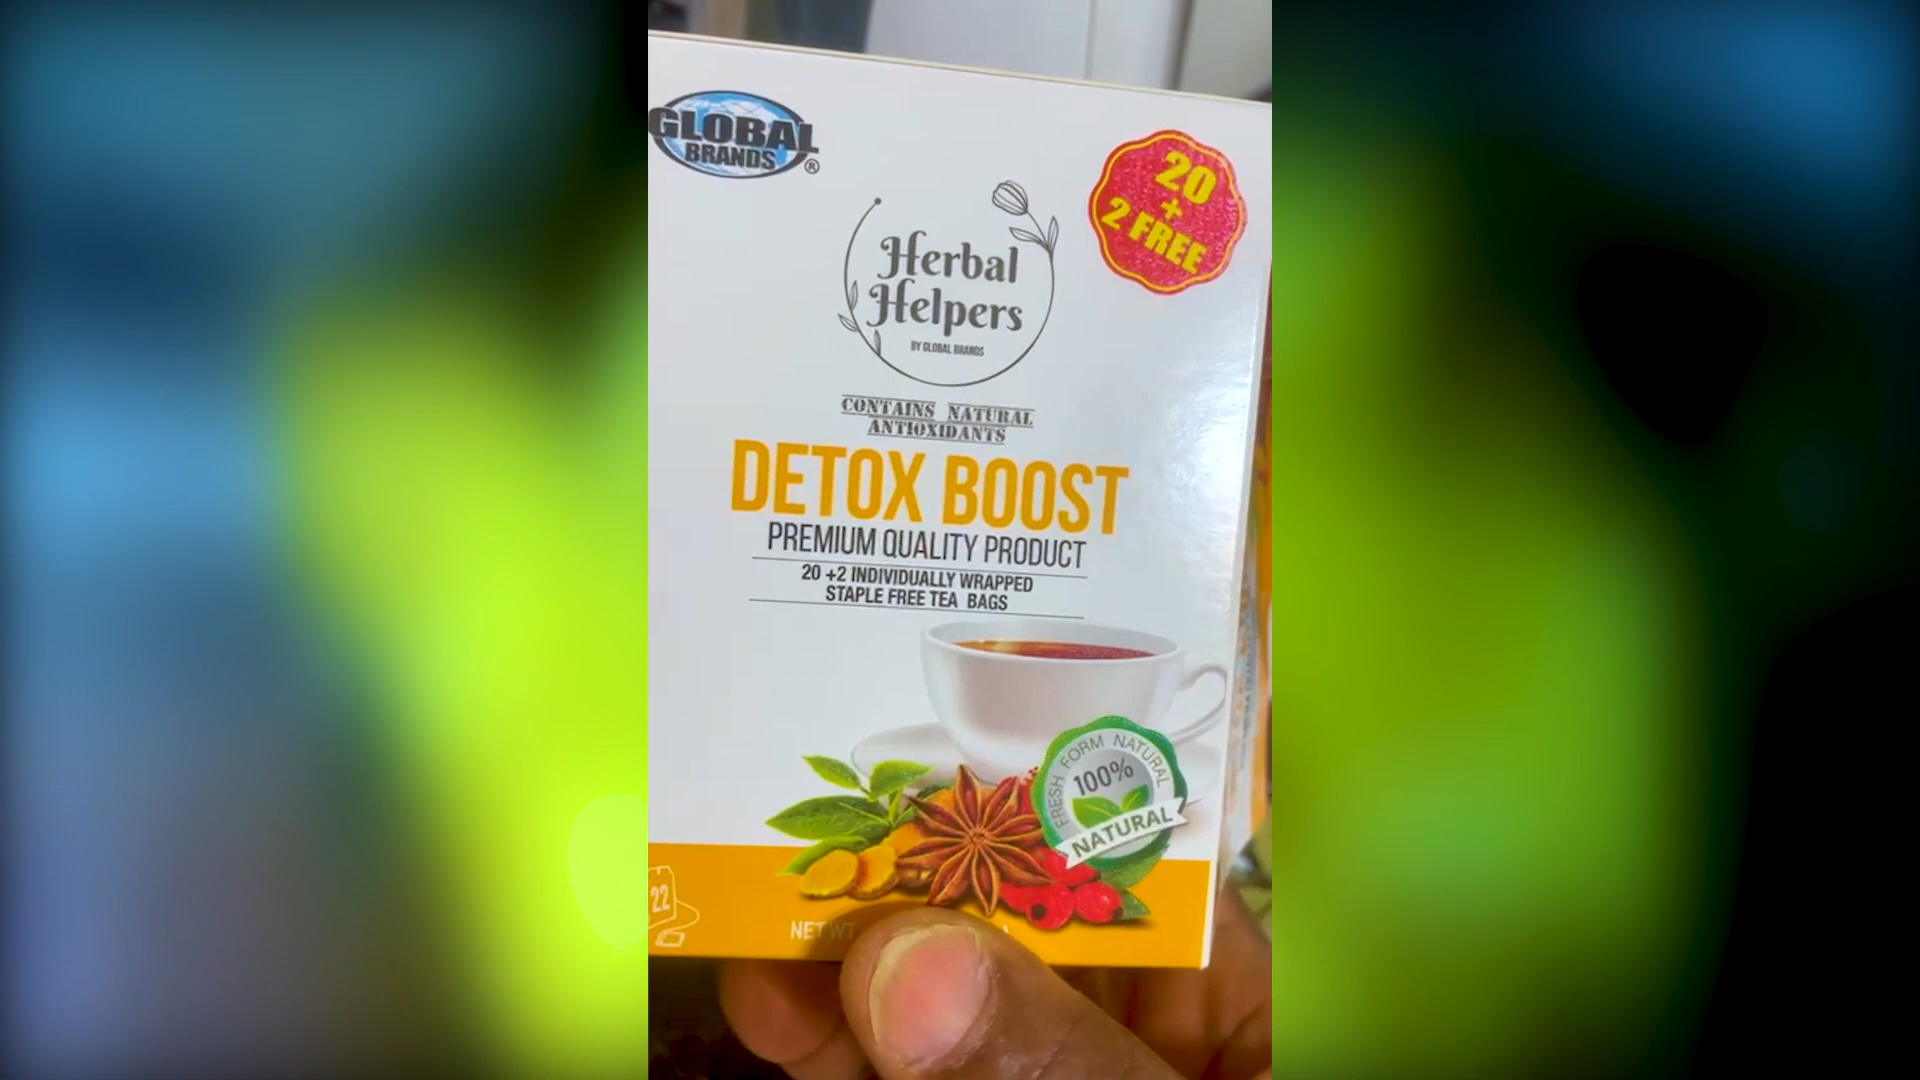 GLOBAL
BRANDS
®
20
+
2 FREE
Herbal
Helpers
BY GLOBAL BRANDS
CONTAINS NATURAL
ANTIOXIDANTS
DETOX BOOST
PREMIUM QUALITY PRODUCT
20 +2 INDIVIDUALLY WRAPPED
STAPLE FREE TEA BAGS
FRESH FORM NATURAL
100%
NATURAL
22
NET WT